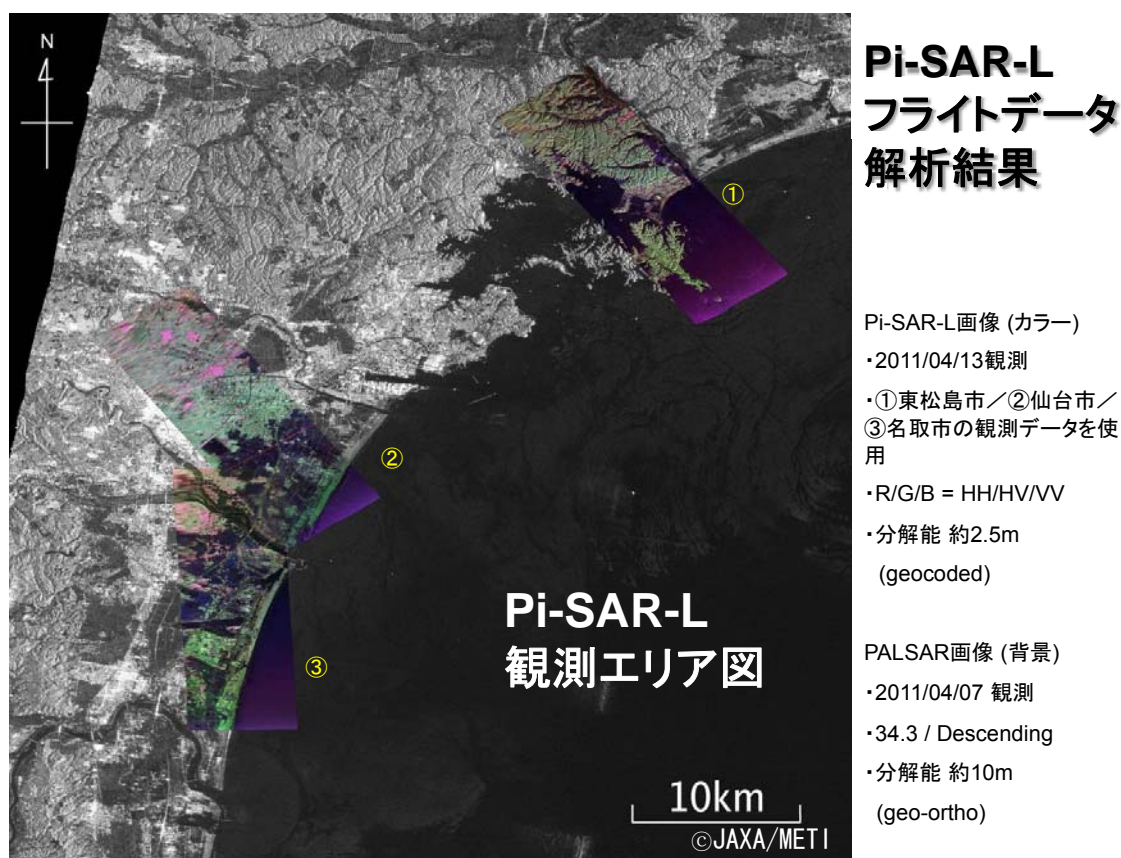 N
①
②
③
Pi-SAR-L
観測エリア図
10km
©JAXA/METI
Pi-SAR-L
フライトデータ
解析結果
Pi-SAR-L画像 (カラー)
・2011/04/13観測
・①東松島市／②仙台市／
③名取市の観測データを使
用
・R/G/B = HH/HV/VV
・分解能 約2.5m
(geocoded)
PALSAR画像 (背景)
・2011/04/07 観測
・34.3 / Descending
・分解能 約10m
(geo-ortho)